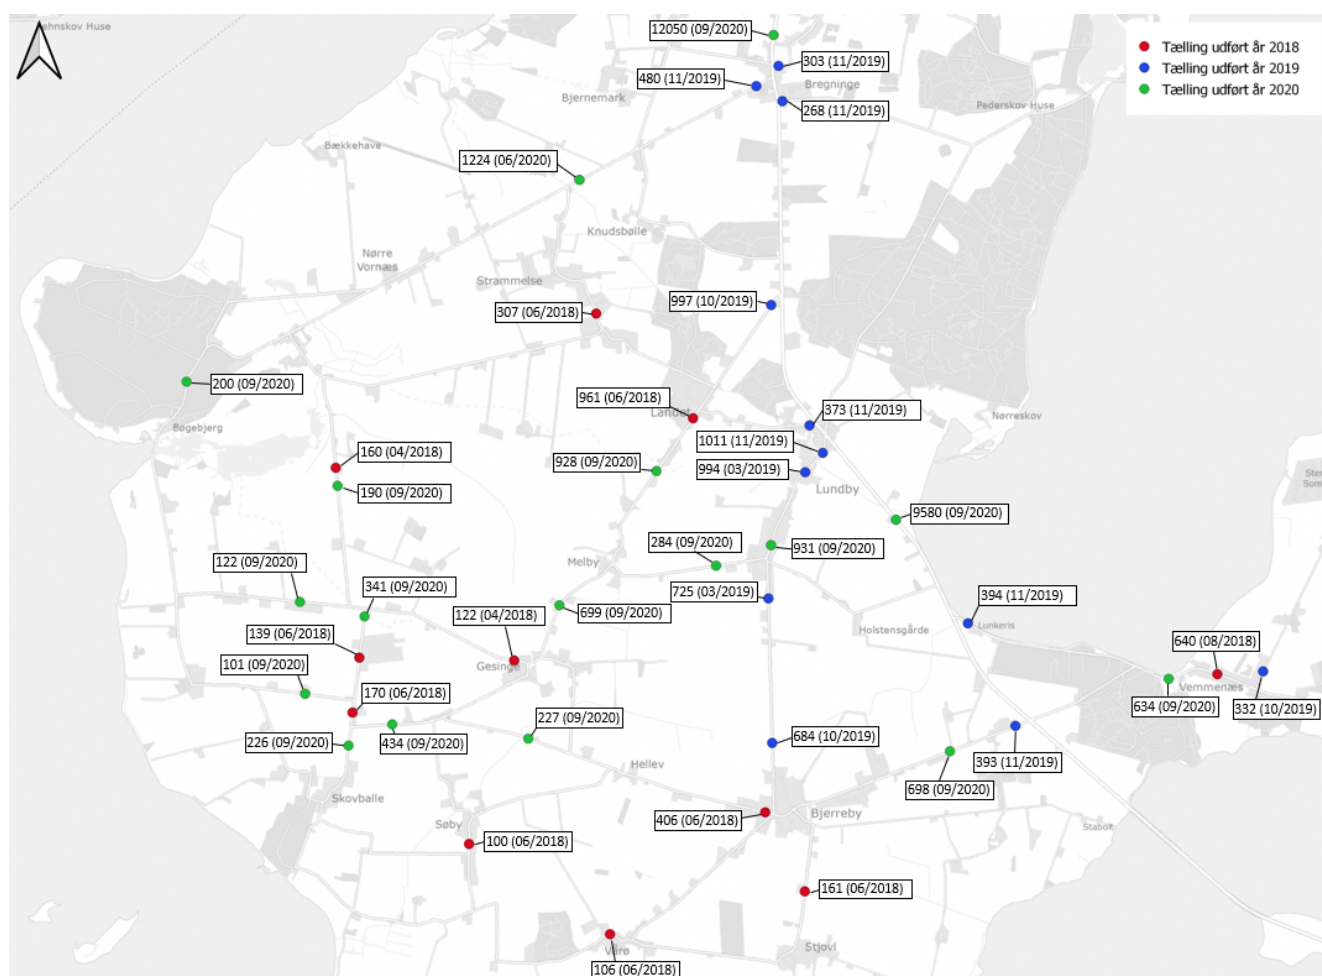 ehnskov Huse
12050 (09/2020)
Tælling udført år 2018
Tælling udført år 2019
Tælling udført år 2020
303 (11/2019)
480 (11/2019)
Bregninge
Bjernemark
268 (11/2019)
Pederskov Huse
Bækkehave
1224 (06/2020)
Knudsbølle
Nørre
Vornæs
Strammelse
997 (10/2019)
307 (06/2018)
200 (09/2020)
961 (06/2018)
Landet
373 (11/2019)
Nørreskov
Bøgebjerg
1011 (11/2019)
160 (04/2018)
928 (09/2020)
994 (03/2019)
Lundby
190 (09/2020)
9580 (09/2020)
284 (09/2020)
931 (09/2020)
122 (09/2020)
Melby
341 (09/2020)
725 (03/2019)
394 (11/2019)
122 (04/2018)
699 (09/2020)
Lunkeris
Holstensgårde
139 (06/2018)
640 (08/2018)
101 (09/2020)
Gesinge
Vemmenæs
170 (06/2018)
634 (09/2020)
332 (10/2019)
227 (09/2020)
226 (09/2020)
434 (09/2020)
684 (10/2019)
393 (11/2019)
Hellev
698 (09/2020)
Skovballe
Søby
406 (06/2018)
Bjerreby
Stabolt
100 (06/2018)
161 (06/2018)
Vårø
Stjovl
106 (06/2018)